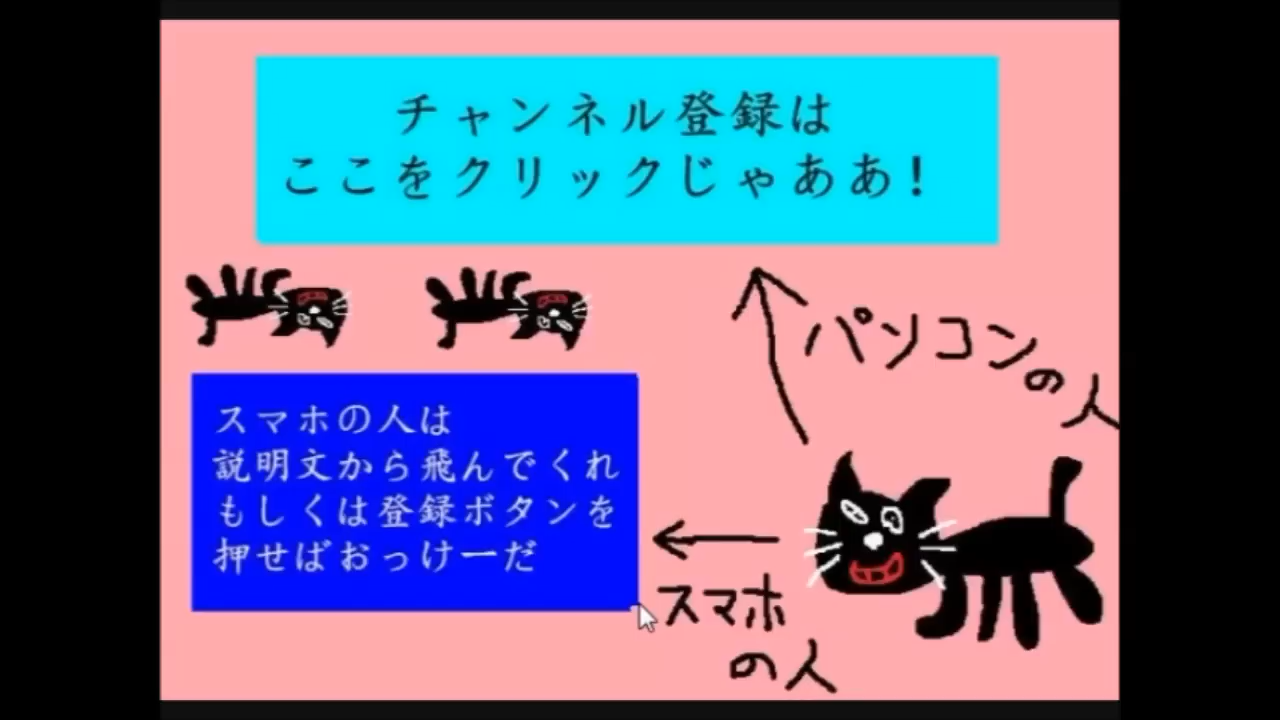 チャンネル登録は
ここをクリックじゃああ！
パソコンの人
スマホの人は
説明文から飛んでくれ
もしくは登録ボタンを
押せばおっけーだ
スマホ
の人